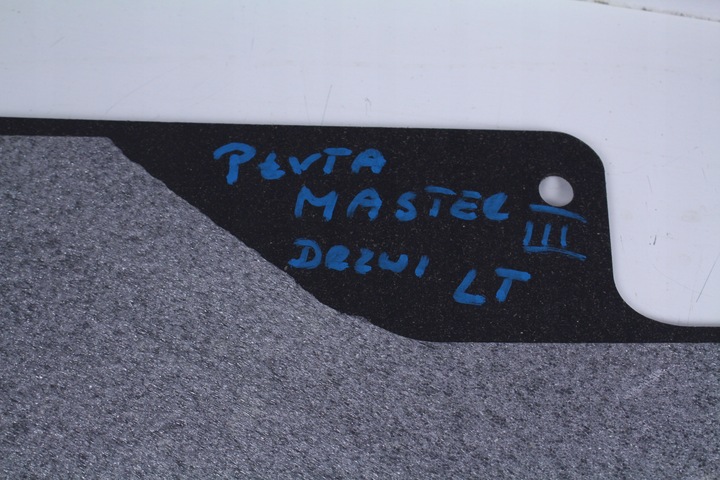 PŁYTA
MASTER III
DRZWI LT